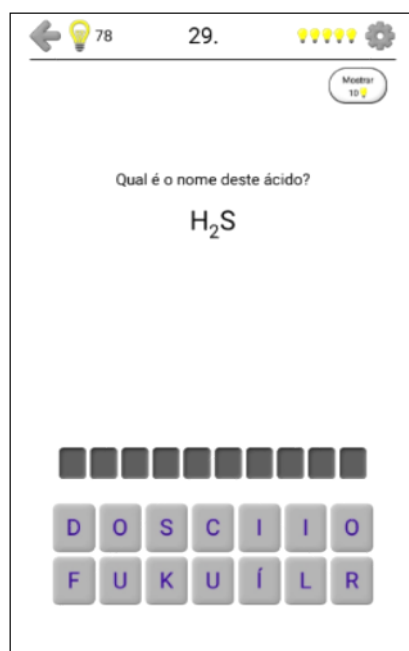 78 29.
Mostrar
10
Qual é o nome deste ácido?
H₂S
D O S C I I O
F U K U Í L R